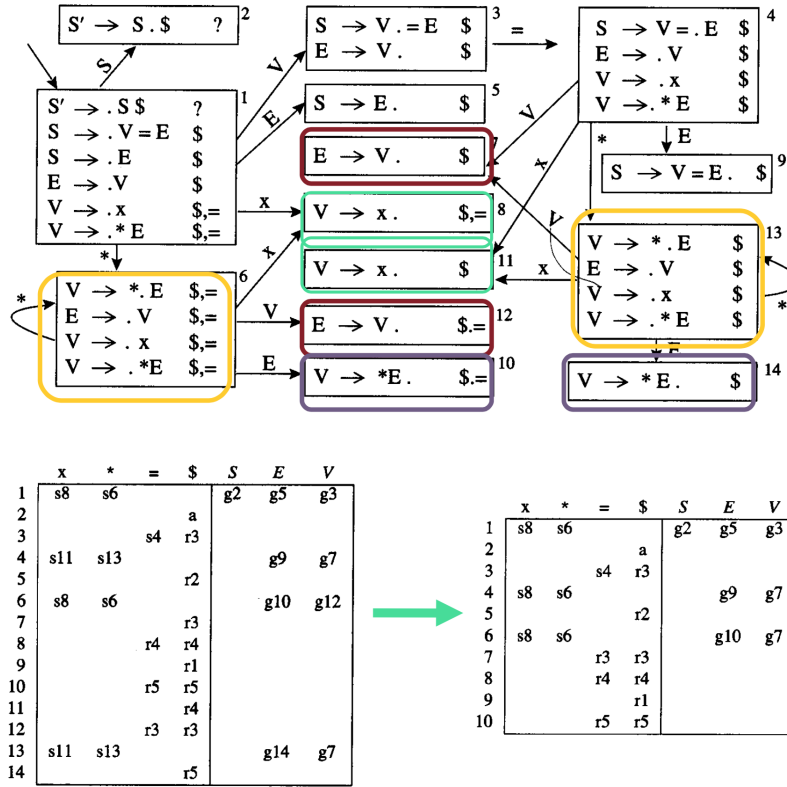 S' → S . $ ?
2
S
1
S' → . S $ ?
S → . V = E $
S → . E $
E → . V $
V → . x $,=
V → . * E $,=
V
E
x
x
*
3
S → V . = E $
E → V . $
=
4
S → V = . E $
E → . V $
V → . x $
V → . * E $
5
S → E . $
7
E → V . $
V
x
*
E
9
S → V = E . $
8
V → x . $,=
11
V → x . $
V
x
13
V → * . E $
E → . V $
V → . x $
V → . * E $
*
6
V → * . E $,=
E → . V $,=
V → . x $,=
V → . * E $,=
*
V
E
12
E → V . $.=
10
V → *E . $.=
E
14
V → * E . $
x * = $ S E V
1 s8 s6 g2 g5 g3
2 a
3 s4 r3
4 s11 s13 g9 g7
5 r2
6 s8 s6 g10 g12
7 r3
8 r4 r4
9 r1
10 r5 r5
11 r4
12 r3 r3
13 s11 s13 g14 g7
14 r5
x * = $ S E V
1 s8 s6 g2 g5 g3
2 a
3 s4 r3
4 s8 s6 g9 g7
5 r2
6 s8 s6 g10 g7
7 r3 r3
8 r4 r4
9 r1
10 r5 r5